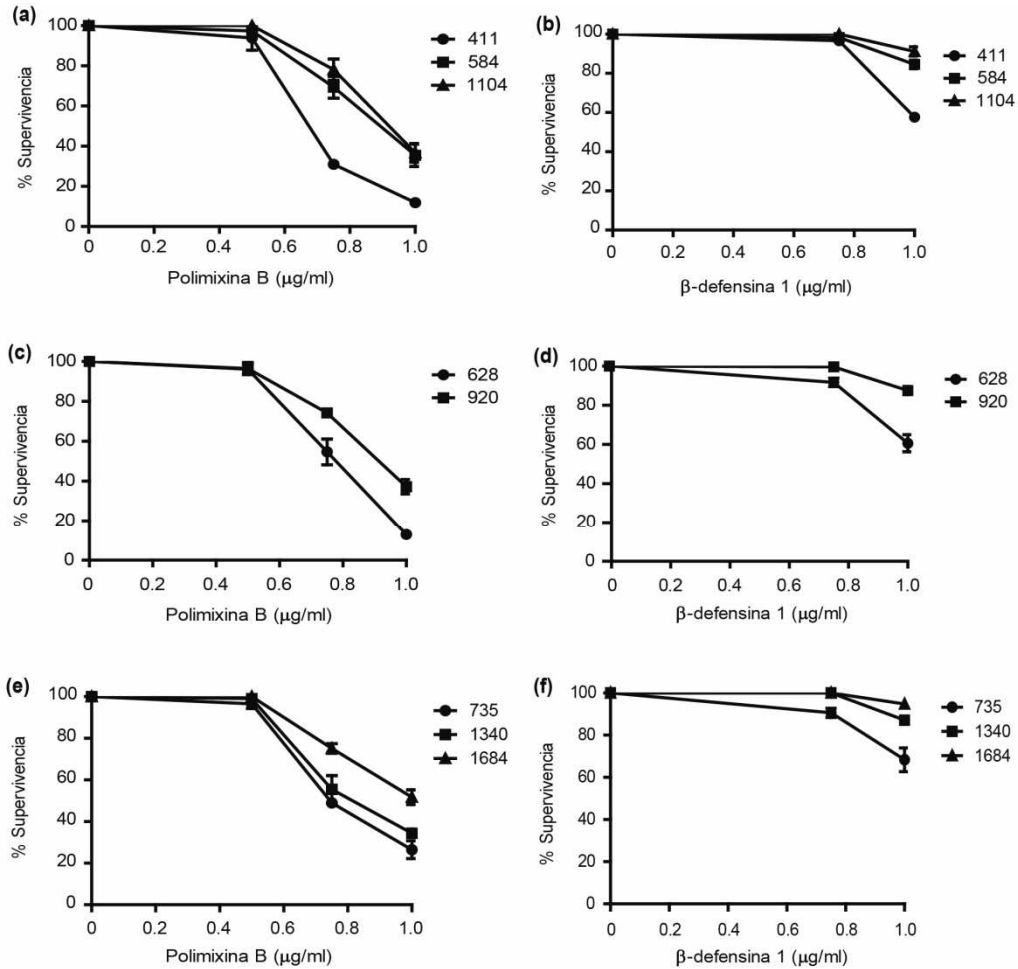 (a)
100
80
60
40
20
0
% Supervivencia
0 0.2 0.4 0.6 0.8 1.0
Polimixina B (μg/ml)
411
584
1104
(b)
100
80
60
40
20
0
% Supervivencia
0 0.2 0.4 0.6 0.8 1.0
β-defensina 1 (μg/ml)
411
584
1104
(c)
100
80
60
40
20
0
% Supervivencia
0 0.2 0.4 0.6 0.8 1.0
Polimixina B (μg/ml)
628
920
(d)
100
80
60
40
20
0
% Supervivencia
0 0.2 0.4 0.6 0.8 1.0
β-defensina 1 (μg/ml)
628
920
(e)
100
80
60
40
20
0
% Supervivencia
0 0.2 0.4 0.6 0.8 1.0
Polimixina B (μg/ml)
735
1340
1684
(f)
100
80
60
40
20
0
% Supervivencia
0 0.2 0.4 0.6 0.8 1.0
β-defensina 1 (μg/ml)
735
1340
1684